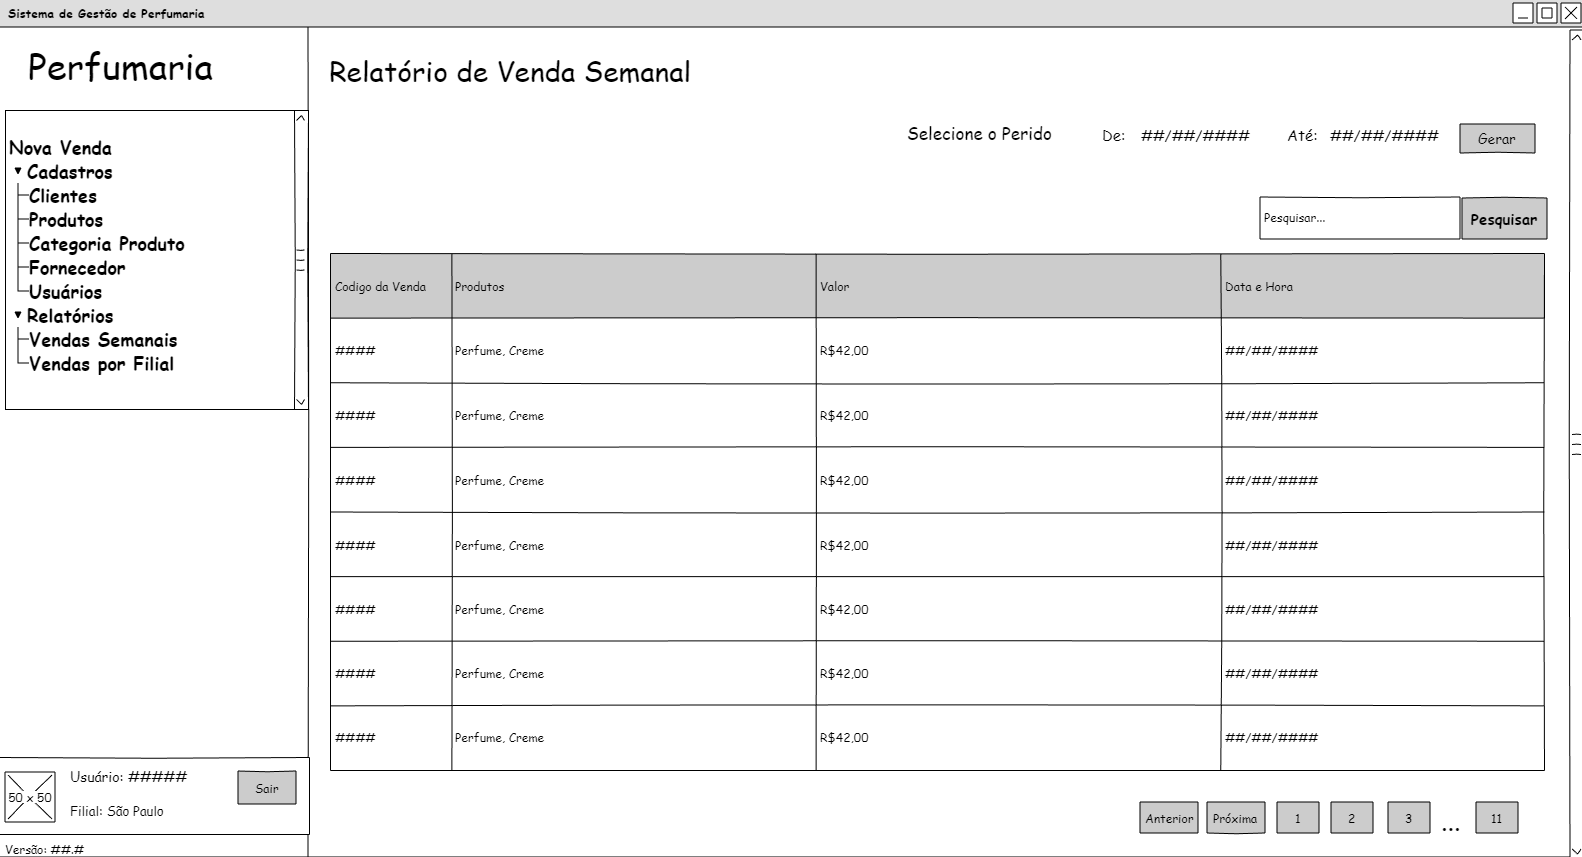 Sistema de Gestão de Perfumaria
Perfumaria
Nova Venda
Cadastros
Clientes
Produtos
Categoria Produto
Fornecedor
Usuários
Relatórios
Vendas Semanais
Vendas por Filial
50 x 50
Usuário: #####
Filial: São Paulo
Sair
Versão: ##.#
Relatório de Venda Semanal
Selecione o Perido De: ##/##/#### Até: ##/##/#### Gerar
Pesquisar... Pesquisar
Codigo da Venda Produtos Valor Data e Hora
#### Perfume, Creme R$42,00 ##/##/####
#### Perfume, Creme R$42,00 ##/##/####
#### Perfume, Creme R$42,00 ##/##/####
#### Perfume, Creme R$42,00 ##/##/####
#### Perfume, Creme R$42,00 ##/##/####
#### Perfume, Creme R$42,00 ##/##/####
#### Perfume, Creme R$42,00 ##/##/####
Anterior Próxima 1 2 3 ... 11